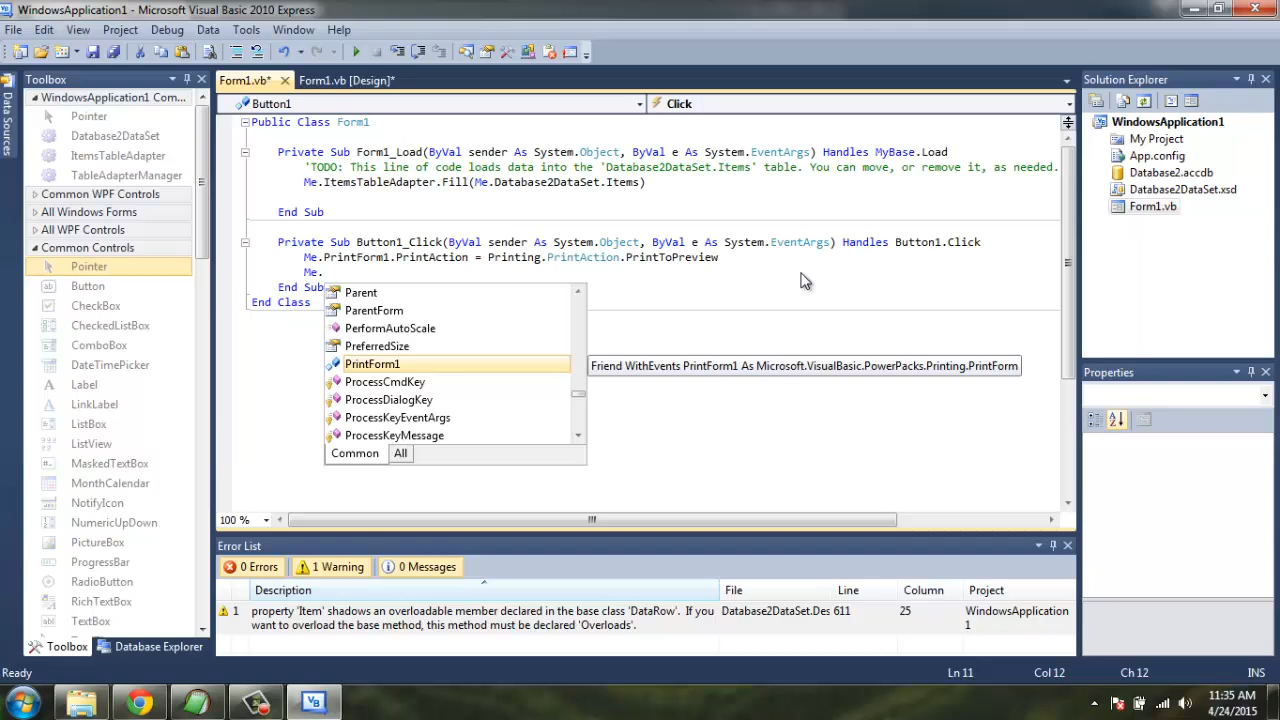 WindowsApplication1 - Microsoft Visual Basic 2010 Express
File Edit View Project Debug Data Tools Window Help
Toolbox
Form1.vb*
Form1.vb [Design]*
Solution Explorer
Data Sources
WindowsApplication1 Com...
Pointer
Database2DataSet
ItemsTableAdapter
TableAdapterManager
Common WPF Controls
All Windows Forms
All WPF Controls
Common Controls
Pointer
Button
CheckBox
CheckedListBox
ComboBox
DateTimePicker
Label
LinkLabel
ListBox
ListView
MaskedTextBox
MonthCalendar
NotifyIcon
NumericUpDown
PictureBox
ProgressBar
RadioButton
RichTextBox
TextBox
Toolbox
Database Explorer
Button1
Click
Public Class Form1
Private Sub Form1_Load(ByVal sender As System.Object, ByVal e As System.EventArgs) Handles MyBase.Load
'TODO: This line of code loads data into the 'Database2DataSet.Items' table. You can move, or remove it, as needed.
Me.ItemsTableAdapter.Fill(Me.Database2DataSet.Items)
End Sub
Private Sub Button1_Click(ByVal sender As System.Object, ByVal e As System.EventArgs) Handles Button1.Click
Me.PrintForm1.PrintAction = Printing.PrintAction.PrintToPreview
Me.
End Sub
End Class
Parent
ParentForm
PerformAutoScale
PreferredSize
PrintForm1
ProcessCmdKey
ProcessDialogKey
ProcessKeyEventArgs
ProcessKeyMessage
Common
All
Friend WithEvents PrintForm1 As Microsoft.VisualBasic.PowerPacks.Printing.PrintForm
100 %
Error List
0 Errors
1 Warning
0 Messages
Description
File
Line
Column
Project
1
property 'Item' shadows an overloadable member declared in the base class 'DataRow'. If you
want to overload the base method, this method must be declared 'Overloads'.
Database2DataSet.Des
611
25
WindowsApplication
1
WindowsApplication1
My Project
App.config
Database2.accdb
Database2DataSet.xsd
Form1.vb
Properties
Ready
Ln 11
Col 12
Ch 12
INS
VB
11:35 AM
4/24/2015